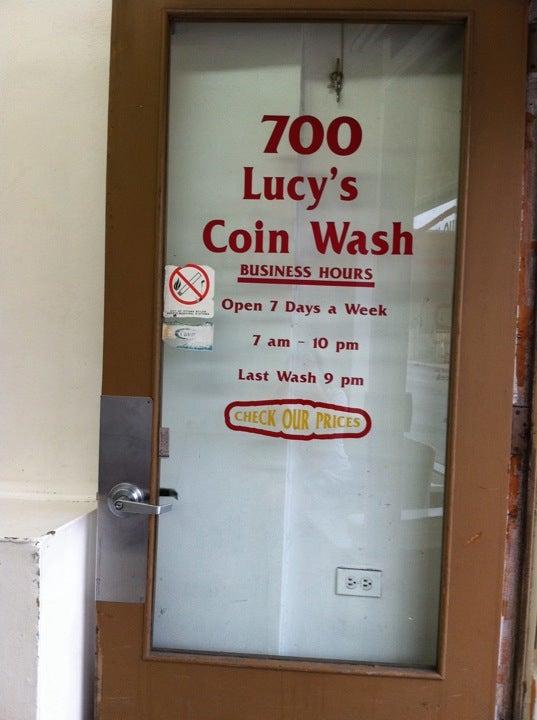 700
Lucy's
Coin Wash
BUSINESS HOURS
Open 7 Days a Week
7 am - 10 pm
Last Wash 9 pm
CHECK OUR PRICES